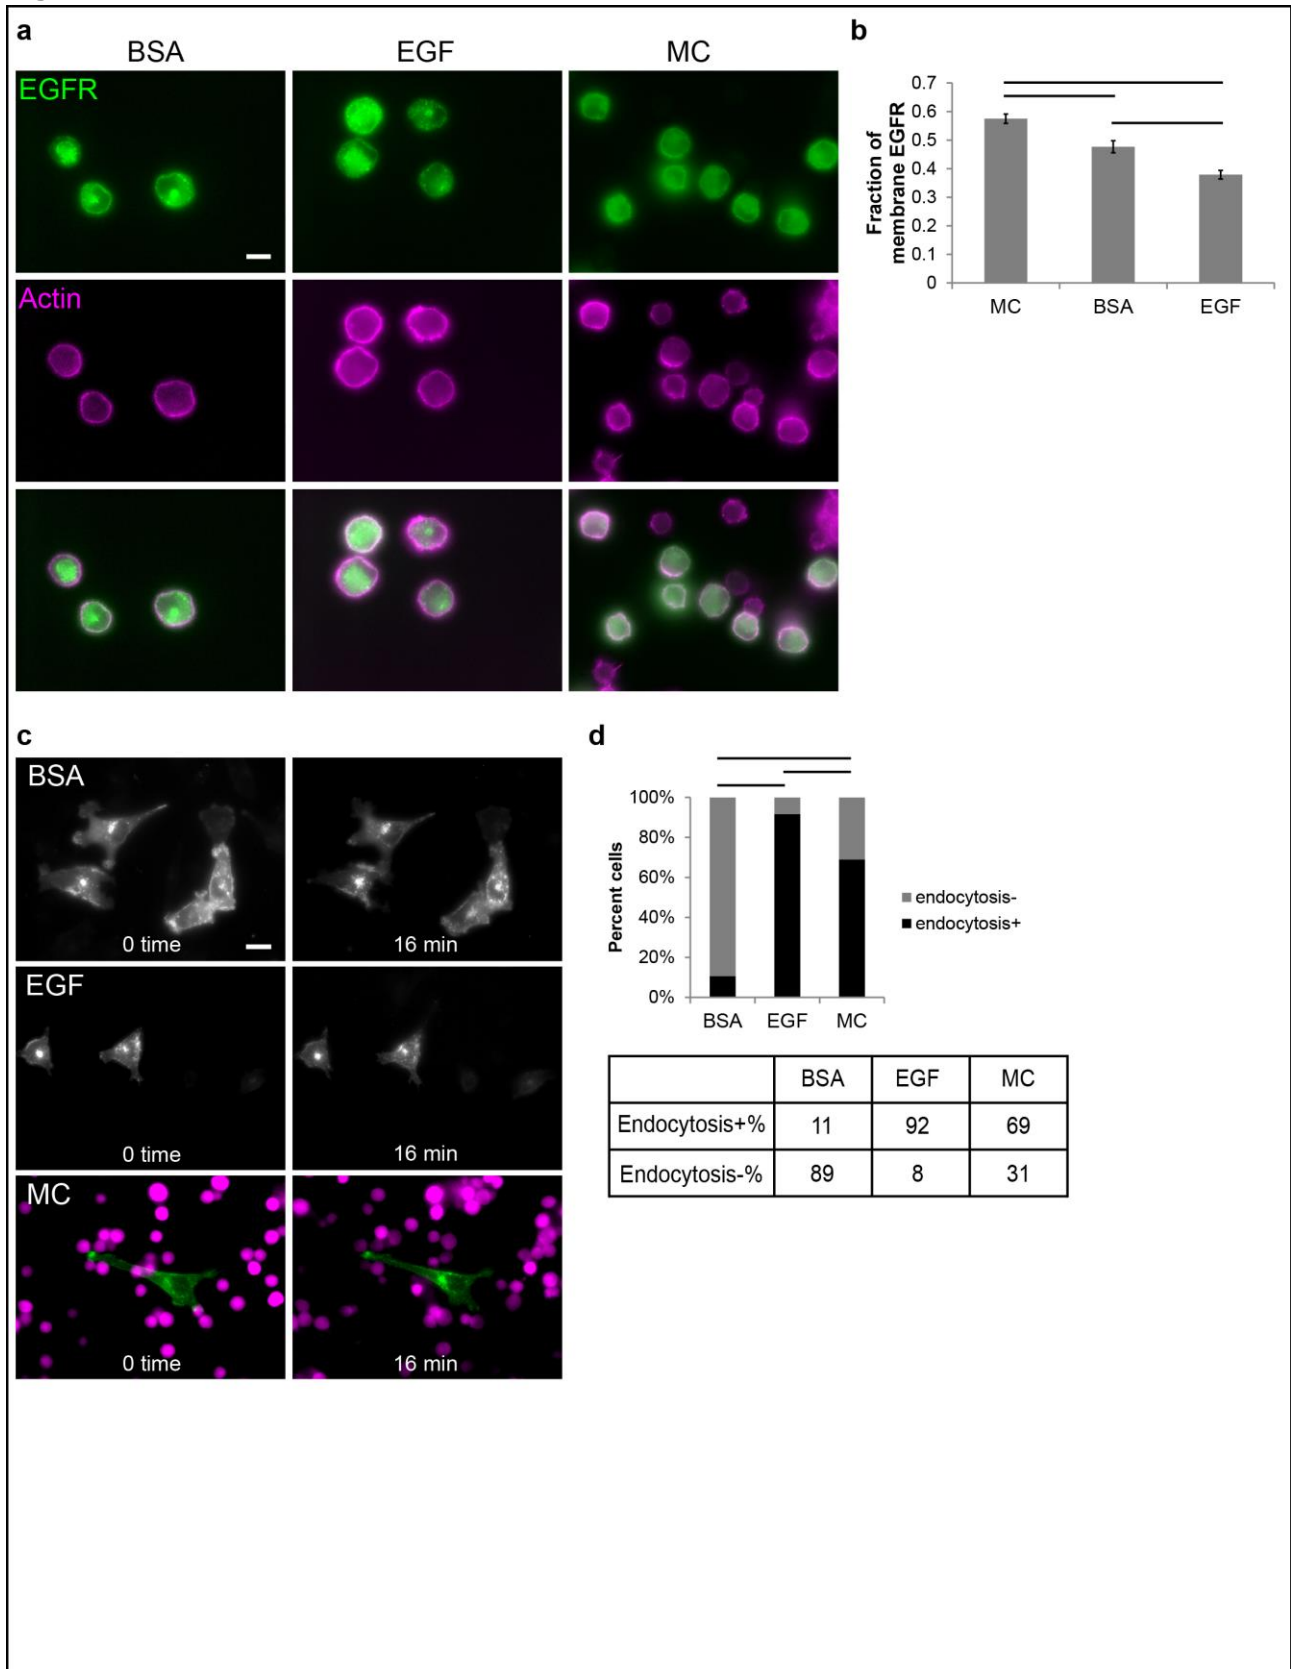 a
BSA EGF MC
EGFR
Actin
b
Fraction of
membrane EGFR
0.7
0.6
0.5
0.4
0.3
0.2
0.1
0
MC BSA EGF
c
BSA
0 time 16 min
EGF
0 time 16 min
MC
0 time 16 min
d
Percent cells
100%
80%
60%
40%
20%
0%
BSA EGF MC
endocytosis-
endocytosis+
BSA EGF MC
Endocytosis+% 11 92 69
Endocytosis-% 89 8 31